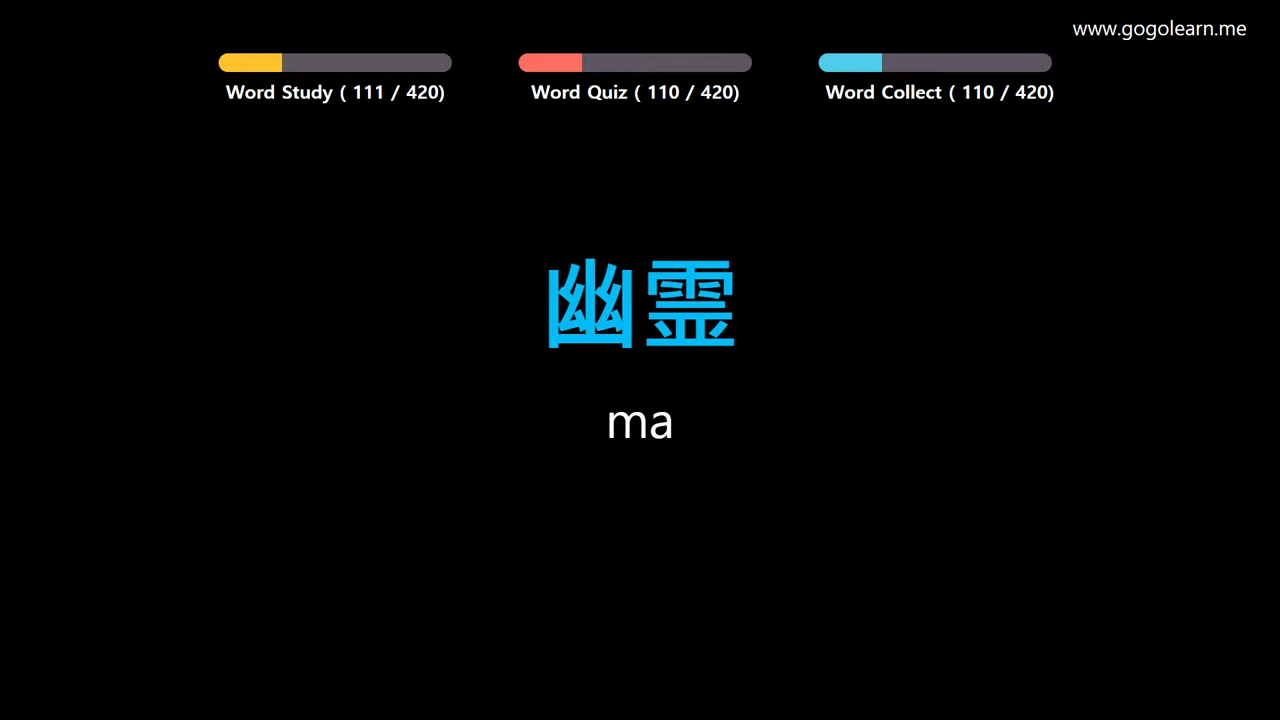 www.gogolearn.me
Word Study ( 111 / 420)
Word Quiz ( 110 / 420)
Word Collect ( 110 / 420)
幽霊
ma